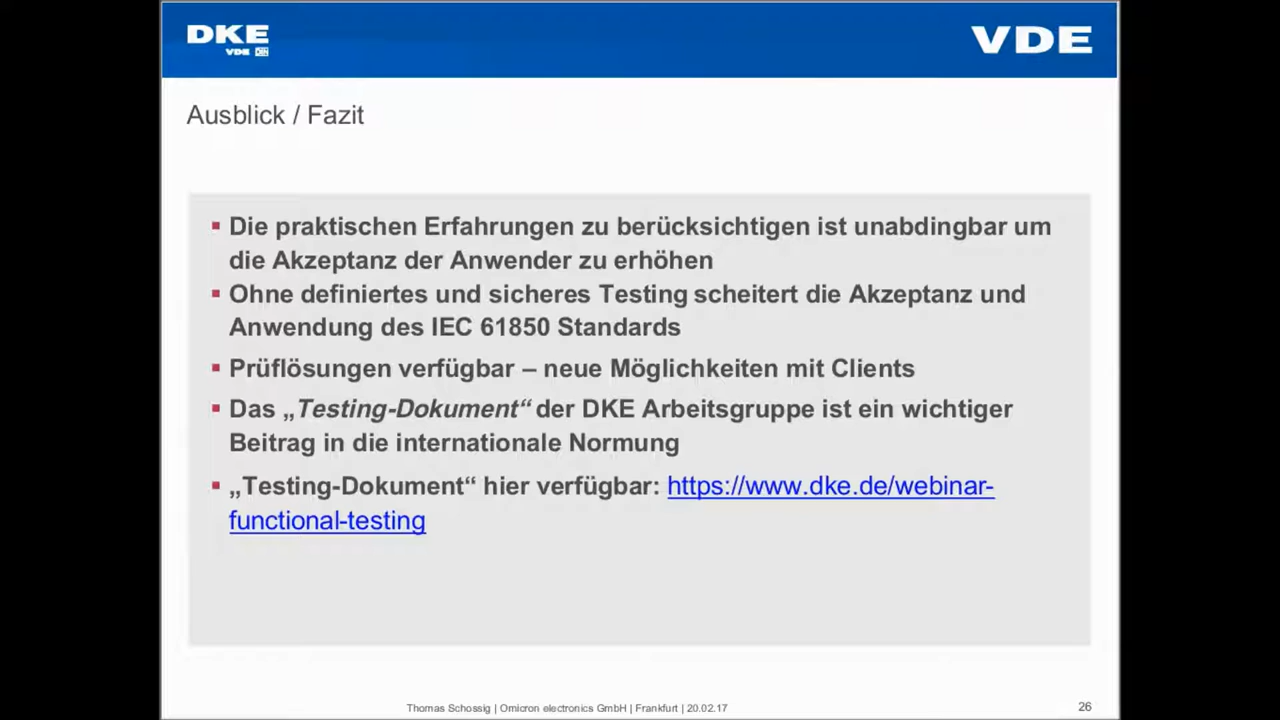 DKE
VDE DIN
VDE
Ausblick / Fazit
Die praktischen Erfahrungen zu berücksichtigen ist unabdingbar um
die Akzeptanz der Anwender zu erhöhen
Ohne definiertes und sicheres Testing scheitert die Akzeptanz und
Anwendung des IEC 61850 Standards
Prüflösungen verfügbar – neue Möglichkeiten mit Clients
Das „Testing-Dokument“ der DKE Arbeitsgruppe ist ein wichtiger
Beitrag in die internationale Normung
„Testing-Dokument“ hier verfügbar: https://www.dke.de/webinar-
functional-testing
Thomas Schossig | Omicron electronics GmbH | Frankfurt | 20.02.17
26